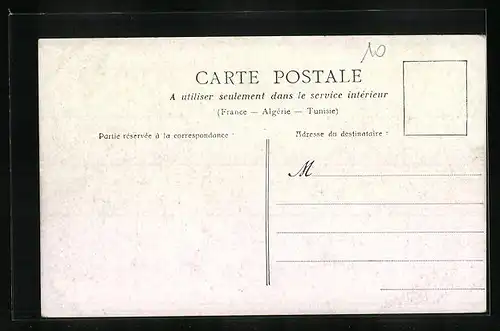 10
CARTE POSTALE
A utiliser seulement dans le service intérieur
(France — Algérie — Tunisie)
Partie réservée à la correspondance :
Adresse du destinataire :
M